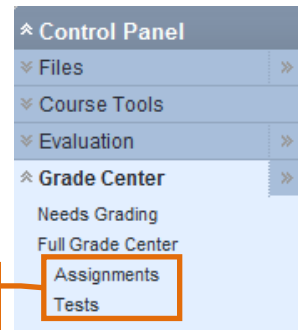 Control Panel
Files
Course Tools
Evaluation
Grade Center
Needs Grading
Full Grade Center
Assignments
Tests